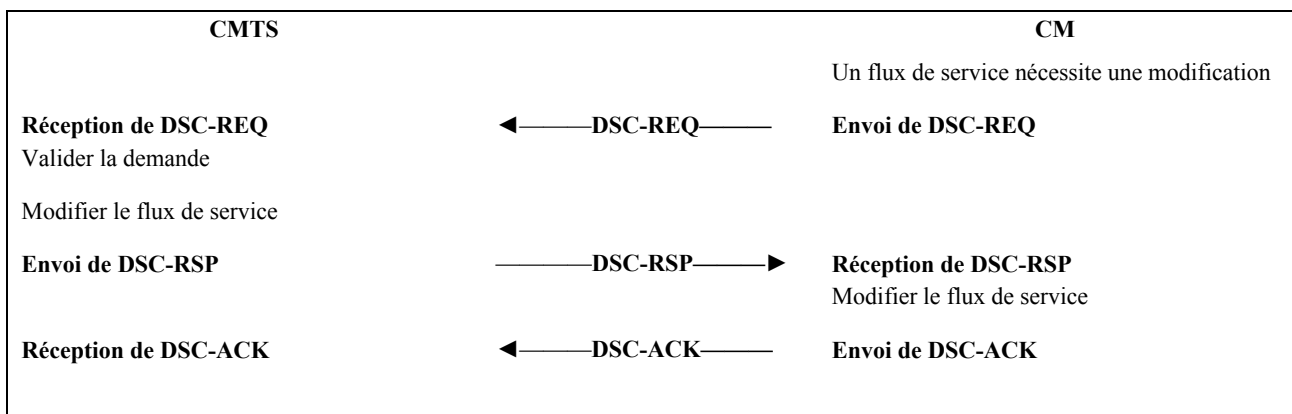 CMTS CM
Un flux de service nécessite une modification
Réception de DSC-REQ ◄———DSC-REQ——— Envoi de DSC-REQ
Valider la demande
Modifier le flux de service
Envoi de DSC-RSP ————DSC-RSP———► Réception de DSC-RSP
Modifier le flux de service
Réception de DSC-ACK ◄———DSC-ACK——— Envoi de DSC-ACK